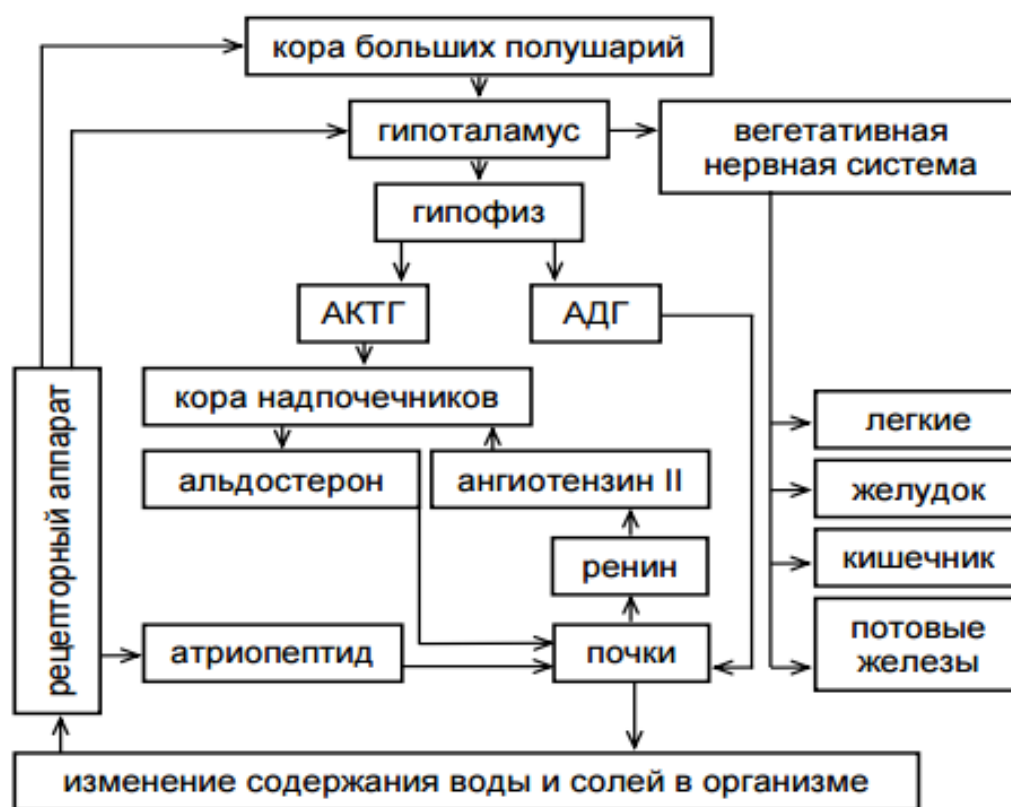 кора больших полушарий
гипоталамус
вегетативная
нервная система
гипофиз
АКТГ
АДГ
кора надпочечников
альдостерон
ангиотензин II
ренин
рецепторный аппарат
атриопептид
почки
легкие
желудок
кишечник
потовые
железы
изменение содержания воды и солей в организме